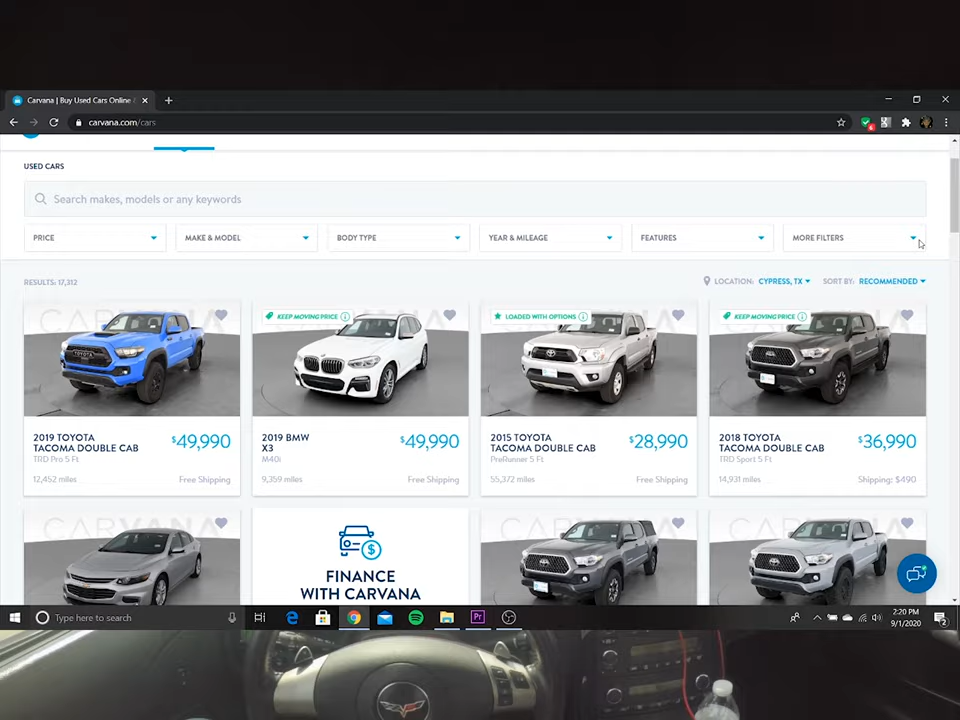 Carvana | Buy Used Cars Online &
carvana.com/cars
USED CARS
Search makes, models or any keywords
PRICE
MAKE & MODEL
BODY TYPE
YEAR & MILEAGE
FEATURES
MORE FILTERS
RESULTS: 17,312
LOCATION: CYPRESS, TX
SORT BY: RECOMMENDED
KEEP MOVING PRICE
LOADED WITH OPTIONS
KEEP MOVING PRICE
2019 TOYOTA
TACOMA DOUBLE CAB
TRD Pro 5 Ft
$49,990
12,452 miles
Free Shipping
2019 BMW
X3
M40i
$49,990
9,359 miles
Free Shipping
2015 TOYOTA
TACOMA DOUBLE CAB
PreRunner 5 Ft
$28,990
55,372 miles
Free Shipping
2018 TOYOTA
TACOMA DOUBLE CAB
TRD Sport 5 Ft
$36,990
14,931 miles
Shipping: $490
CARVANA
FINANCE
WITH CARVANA
Type here to search
Pr
2:20 PM
9/1/2020
2